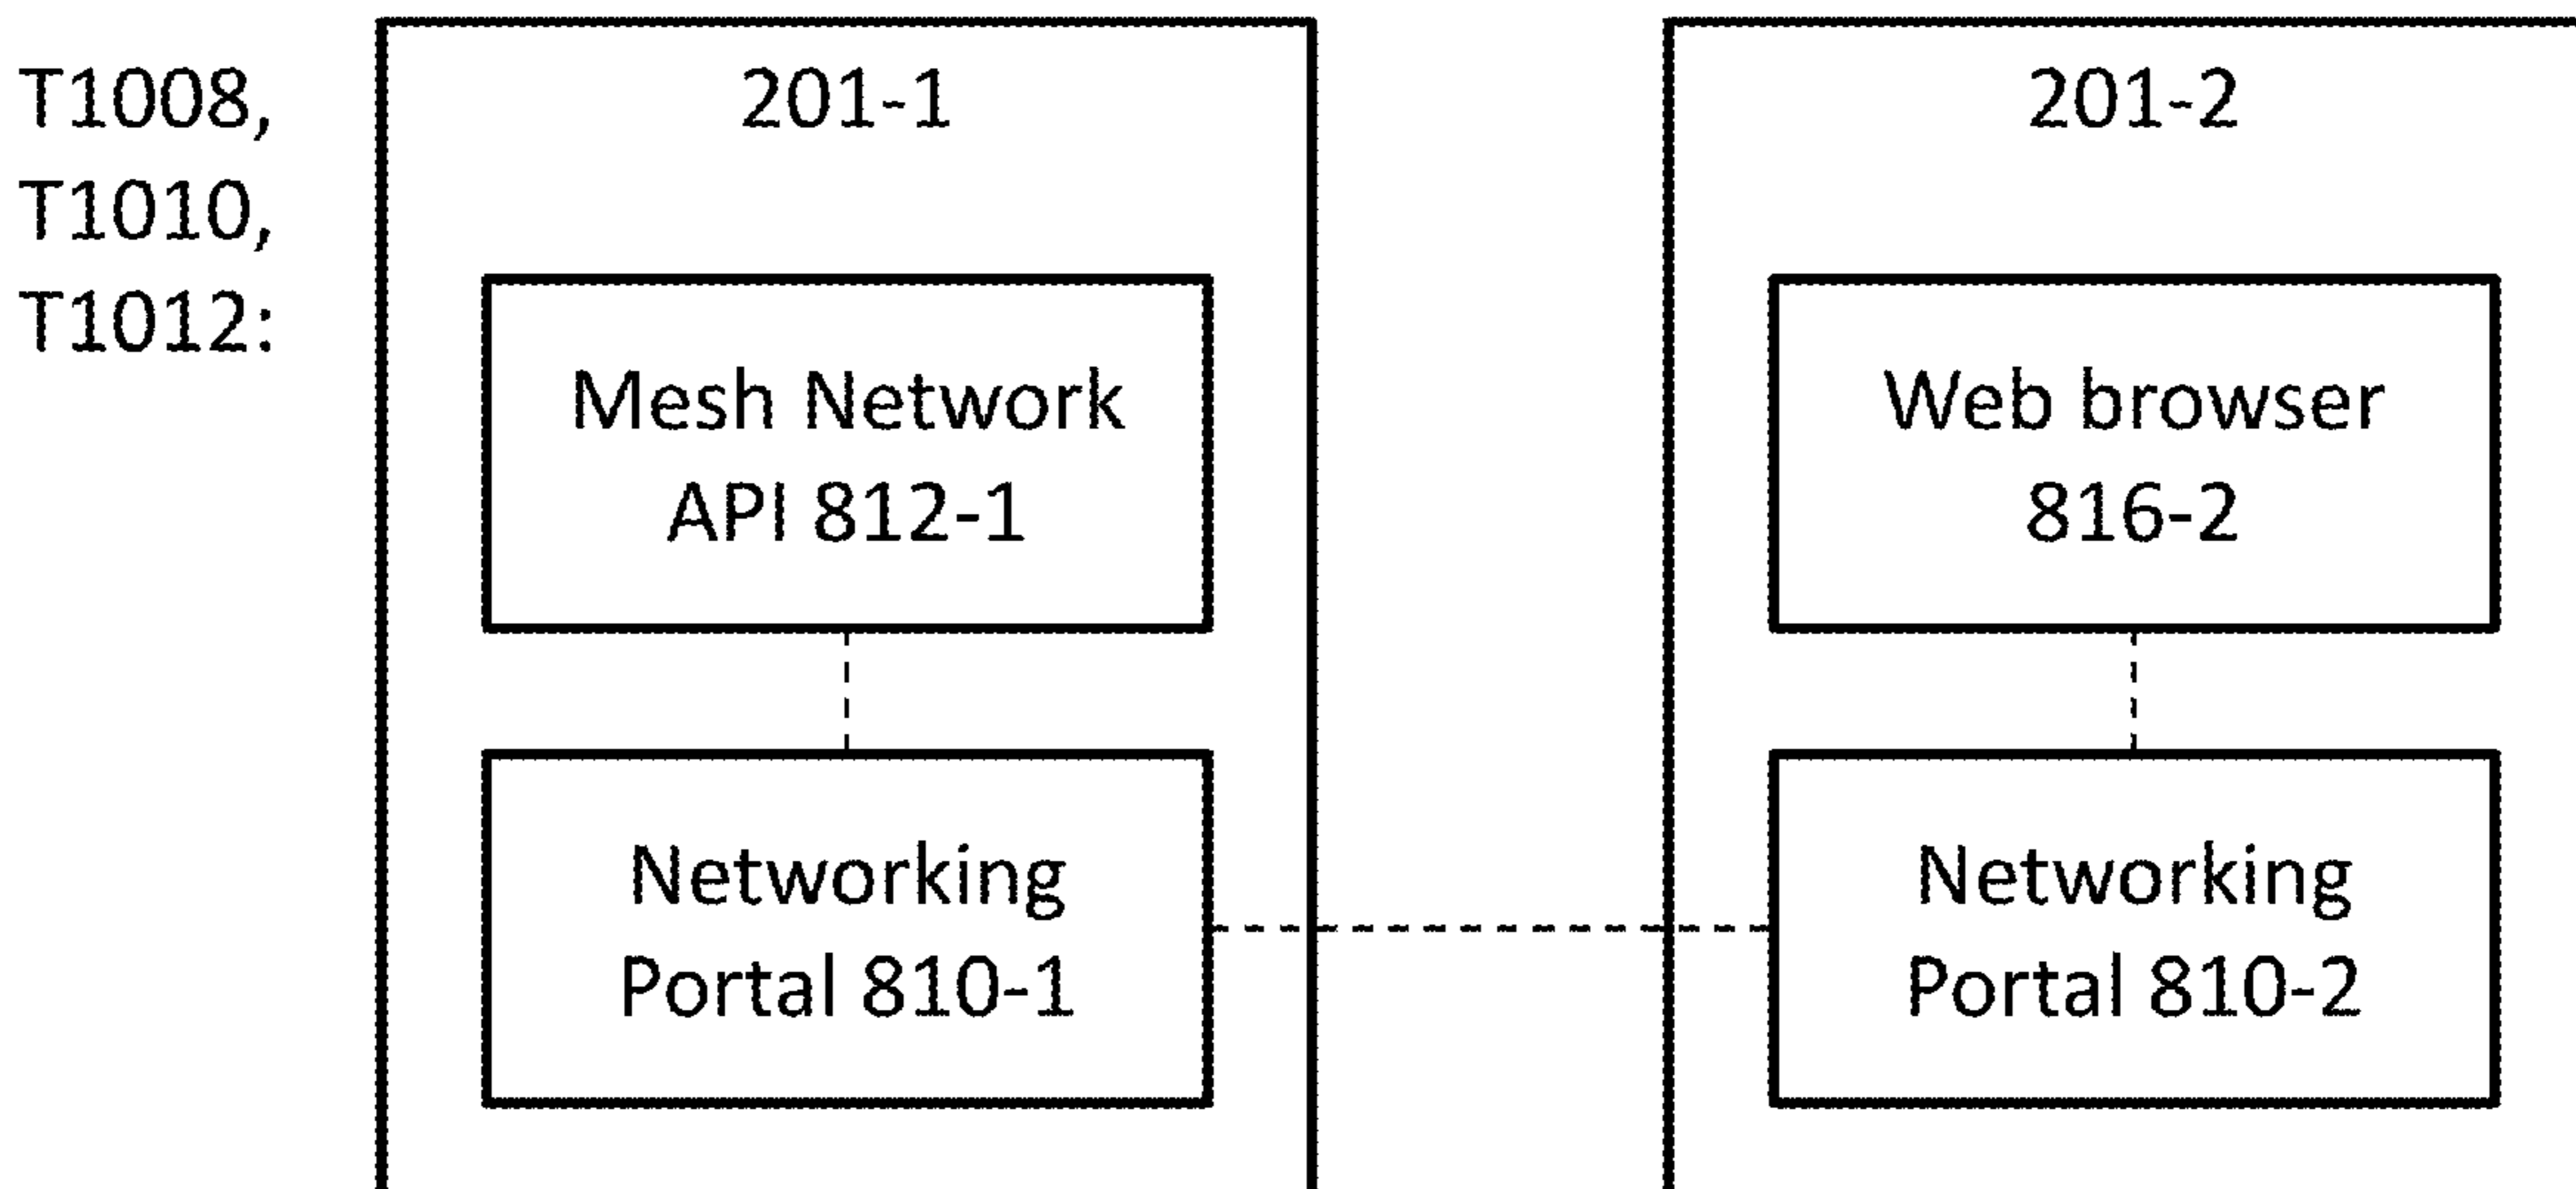 T1008,
T1010,
T1012:
201-1
Mesh Network
API 812-1
Networking
Portal 810-1
201-2
Web browser
816-2
Networking
Portal 810-2